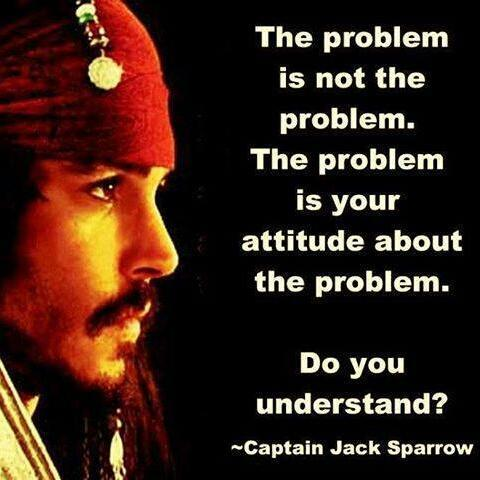 The problem
is not the
problem.
The problem
is your
attitude about
the problem.
Do you
understand?
~Captain Jack Sparrow